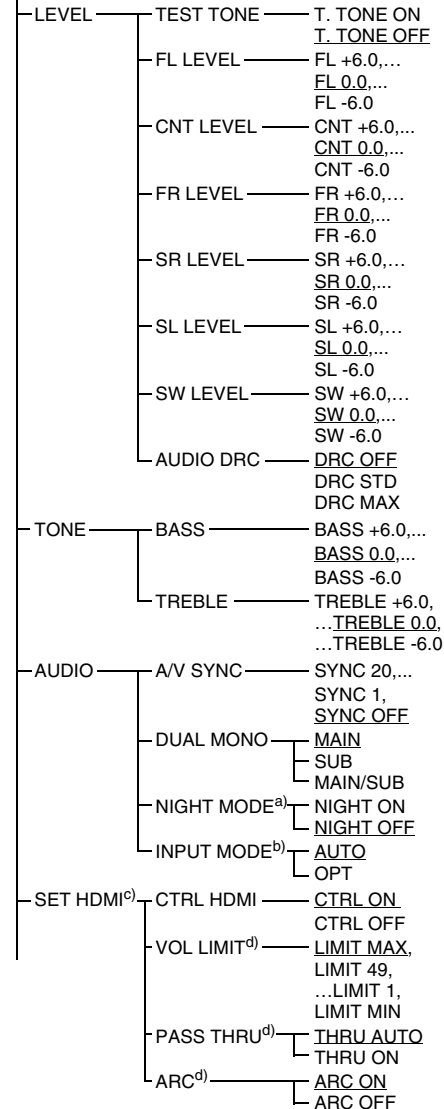 LEVEL TEST TONE T. TONE ON
T. TONE OFF
FL LEVEL FL +6.0,…
FL 0.0,...
FL -6.0
CNT LEVEL CNT +6.0,...
CNT 0.0,...
CNT -6.0
FR LEVEL FR +6.0,…
FR 0.0,...
FR -6.0
SR LEVEL SR +6.0,…
SR 0.0,...
SR -6.0
SL LEVEL SL +6.0,…
SL 0.0,...
SL -6.0
SW LEVEL SW +6.0,…
SW 0.0,...
SW -6.0
AUDIO DRC DRC OFF
DRC STD
DRC MAX
TONE BASS BASS +6.0,...
BASS 0.0,...
BASS -6.0
TREBLE TREBLE +6.0,
…TREBLE 0.0,
…TREBLE -6.0
AUDIO A/V SYNC SYNC 20,...
SYNC 1,
SYNC OFF
DUAL MONO MAIN
SUB
MAIN/SUB
NIGHT MODEa) NIGHT ON
NIGHT OFF
INPUT MODEb) AUTO
OPT
SET HDMIc) CTRL HDMI CTRL ON
CTRL OFF
VOL LIMITd) LIMIT MAX,
LIMIT 49,
…LIMIT 1,
LIMIT MIN
PASS THRUd) THRU AUTO
THRU ON
ARCd) ARC ON
ARC OFF